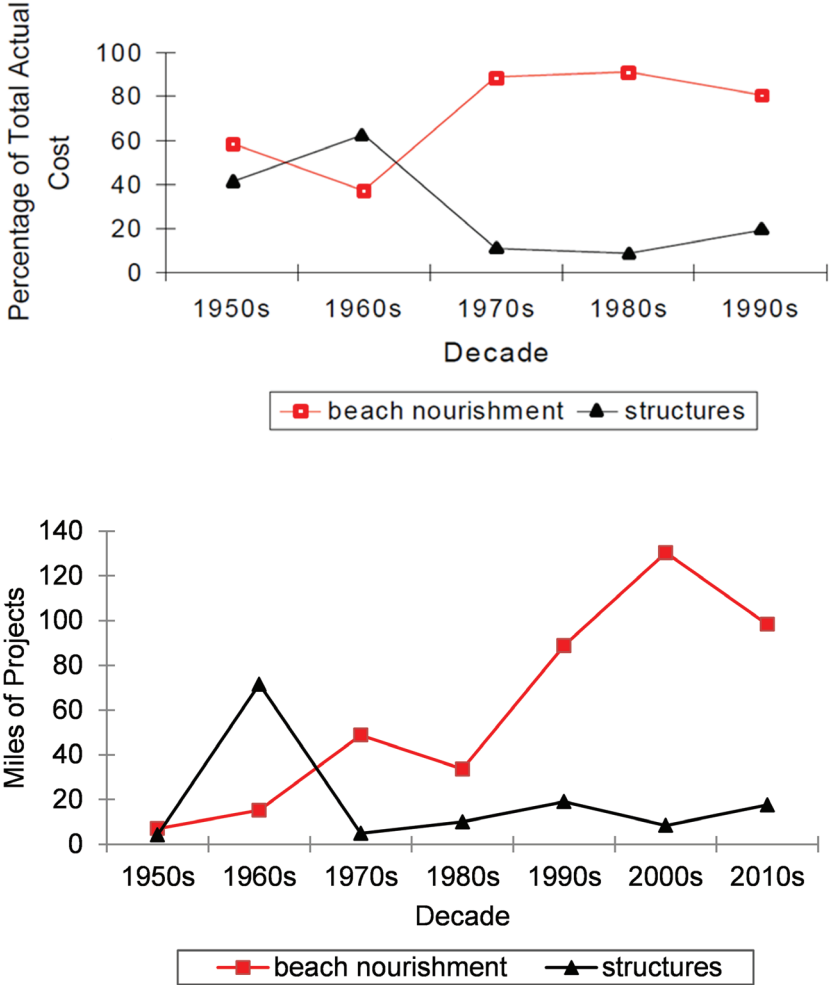 Percentage of Total Actual
Cost
100
80
60
40
20
0
1950s 1960s 1970s 1980s 1990s
Decade
beach nourishment structures
Miles of Projects
140
120
100
80
60
40
20
0
1950s 1960s 1970s 1980s 1990s 2000s 2010s
Decade
beach nourishment structures